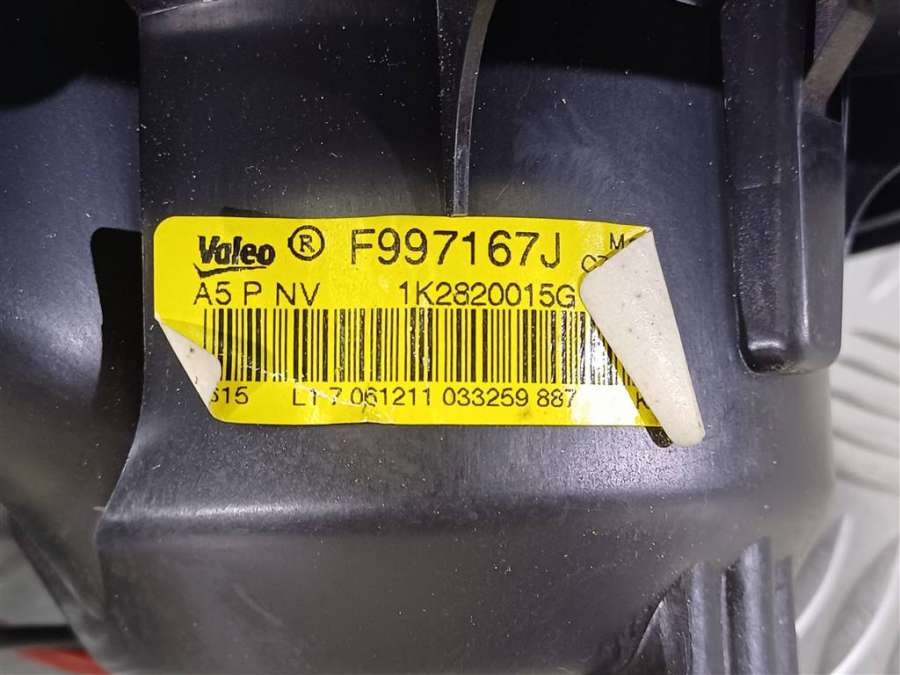 Valeo ® F997167J
A5 P NV 1K2820015G
L1 7 061211 033259 887